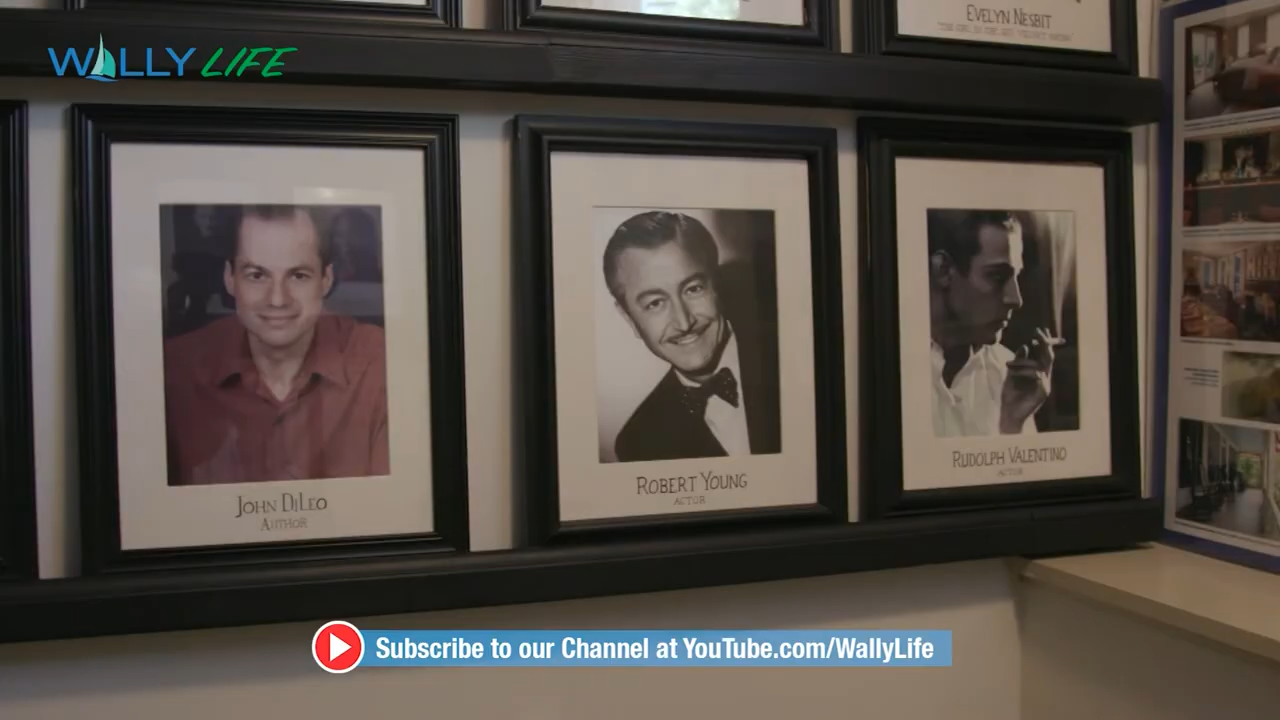 WALLY LIFE
EVELYN NESBIT
JOHN DILEO
AUTHOR
ROBERT YOUNG
ACTOR
RUDOLPH VALENTINO
ACTOR
Subscribe to our Channel at YouTube.com/WallyLife